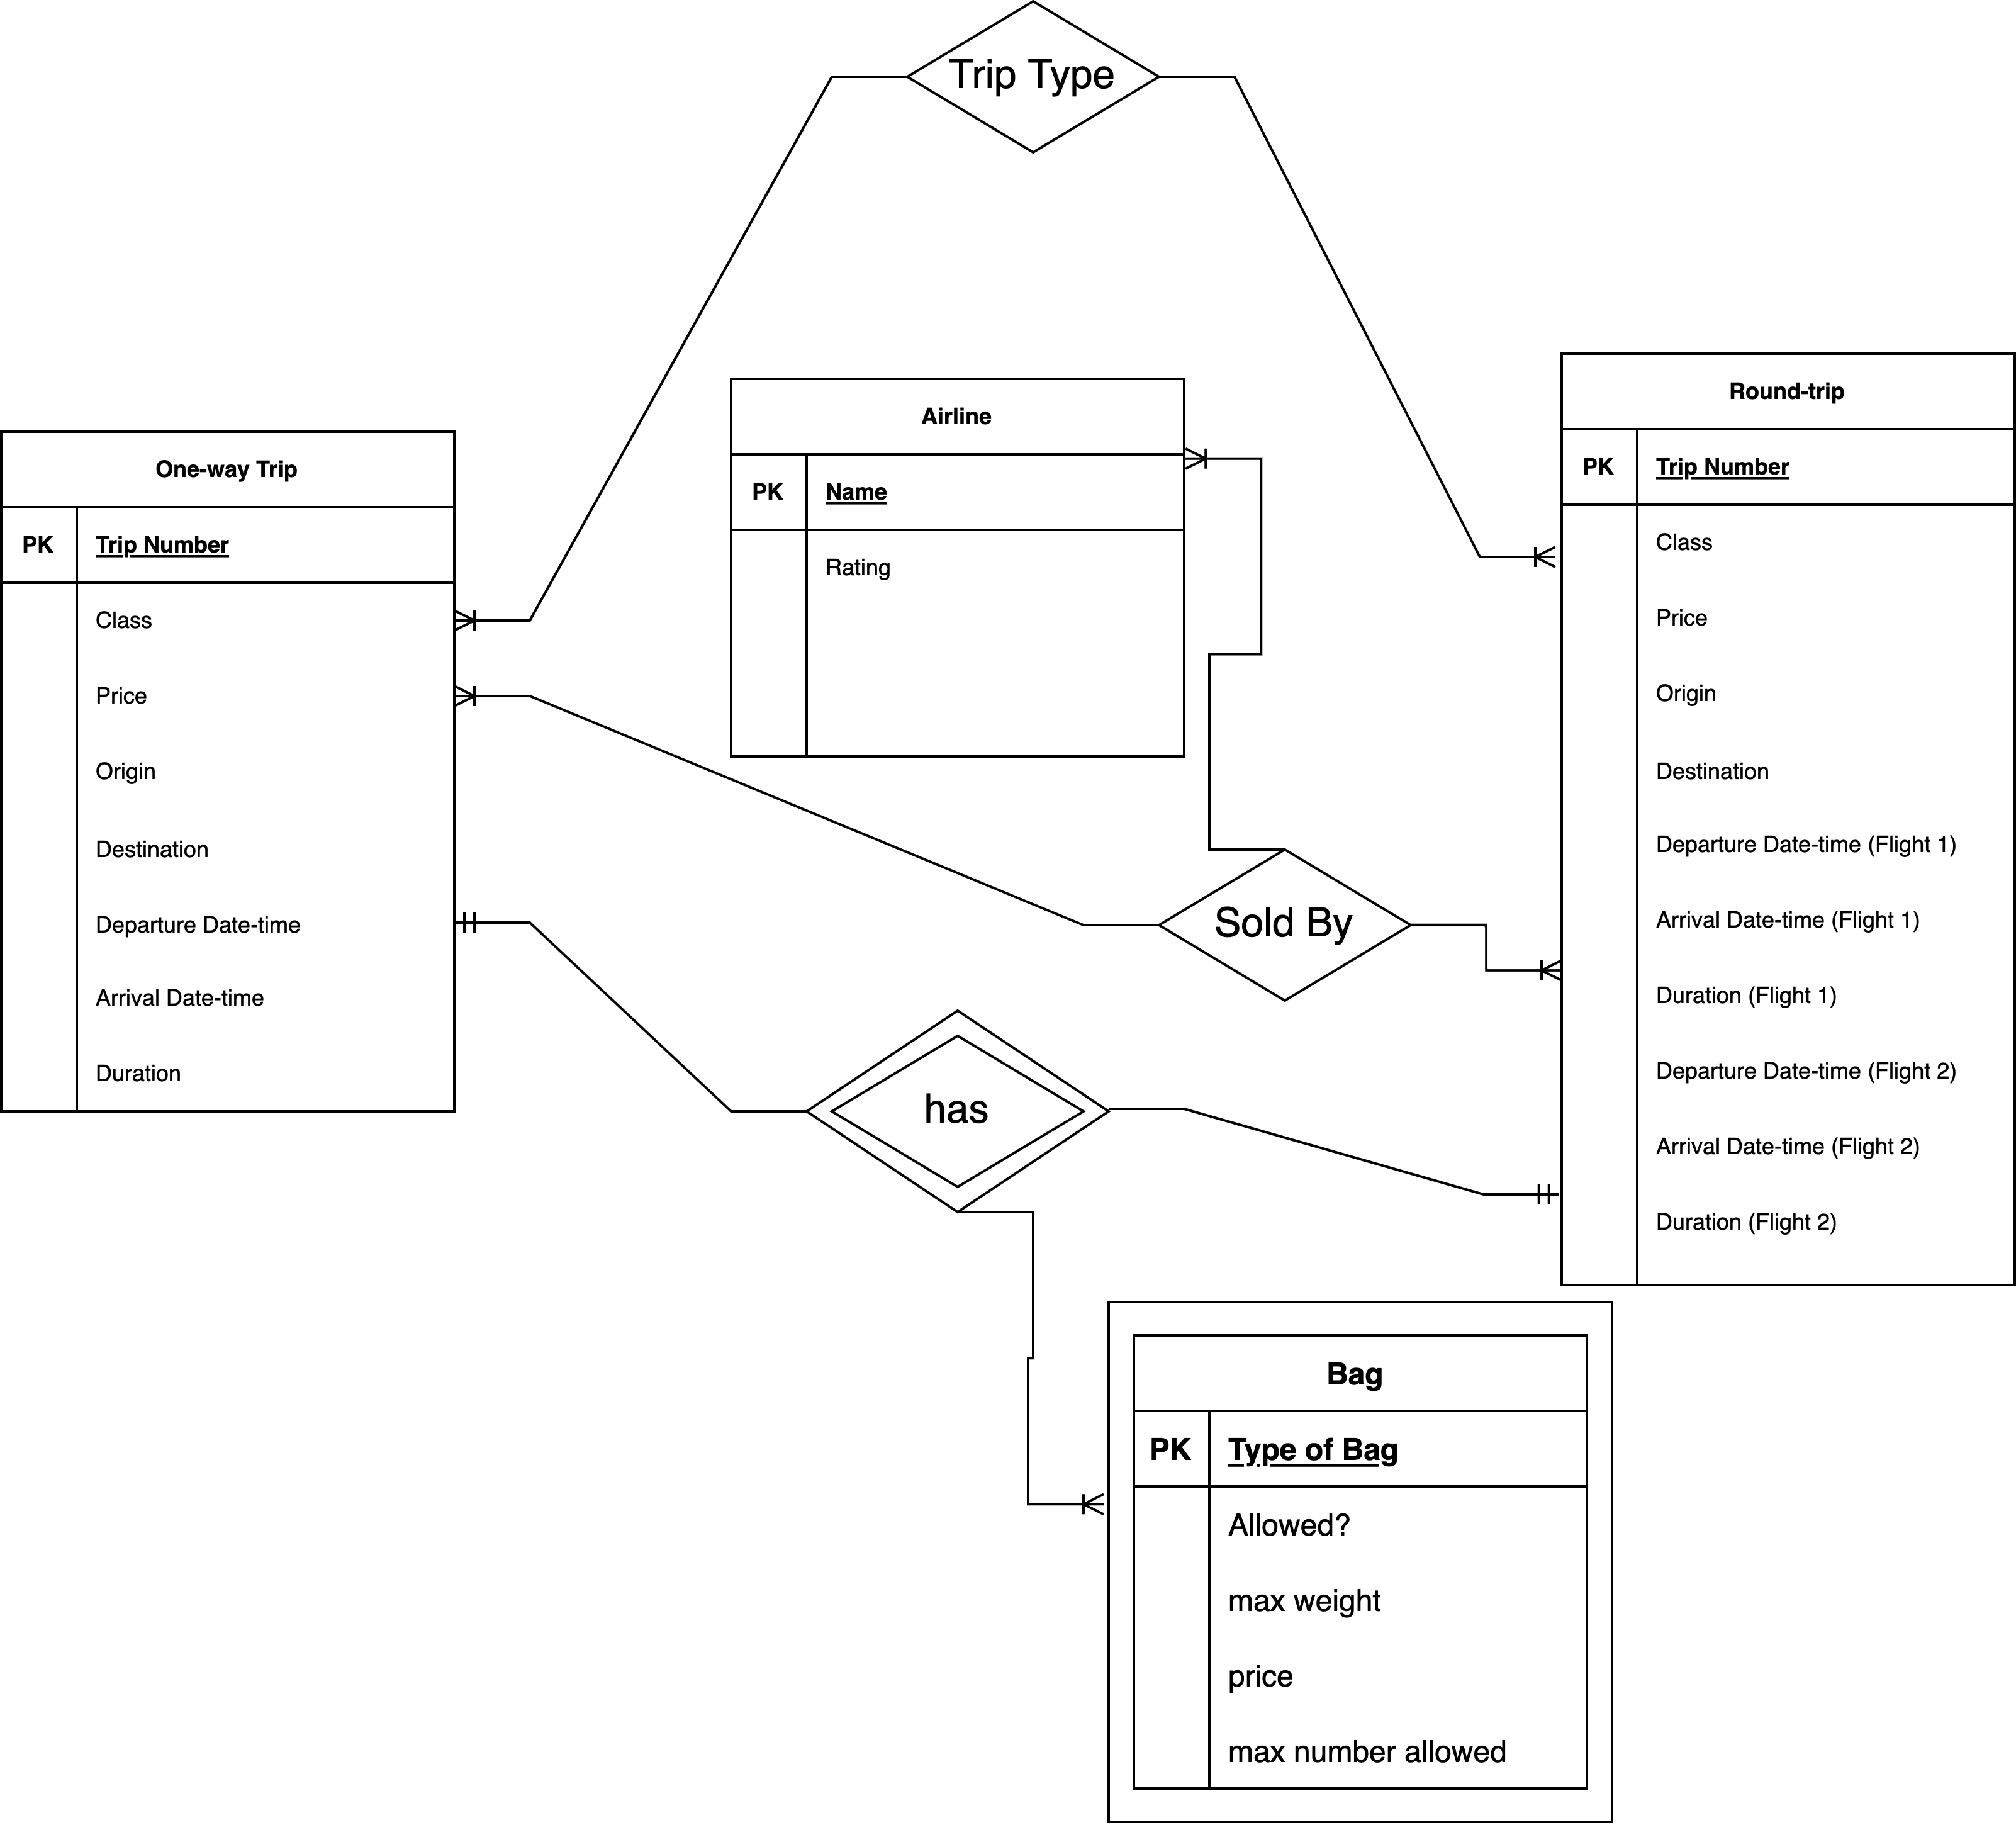 Trip Type
One-way Trip
PK
Trip Number
Class
Price
Origin
Destination
Departure Date-time
Arrival Date-time
Duration
Airline
PK
Name
Rating
Round-trip
PK
Trip Number
Class
Price
Origin
Destination
Departure Date-time (Flight 1)
Arrival Date-time (Flight 1)
Duration (Flight 1)
Departure Date-time (Flight 2)
Arrival Date-time (Flight 2)
Duration (Flight 2)
Sold By
has
Bag
PK
Type of Bag
Allowed?
max weight
price
max number allowed